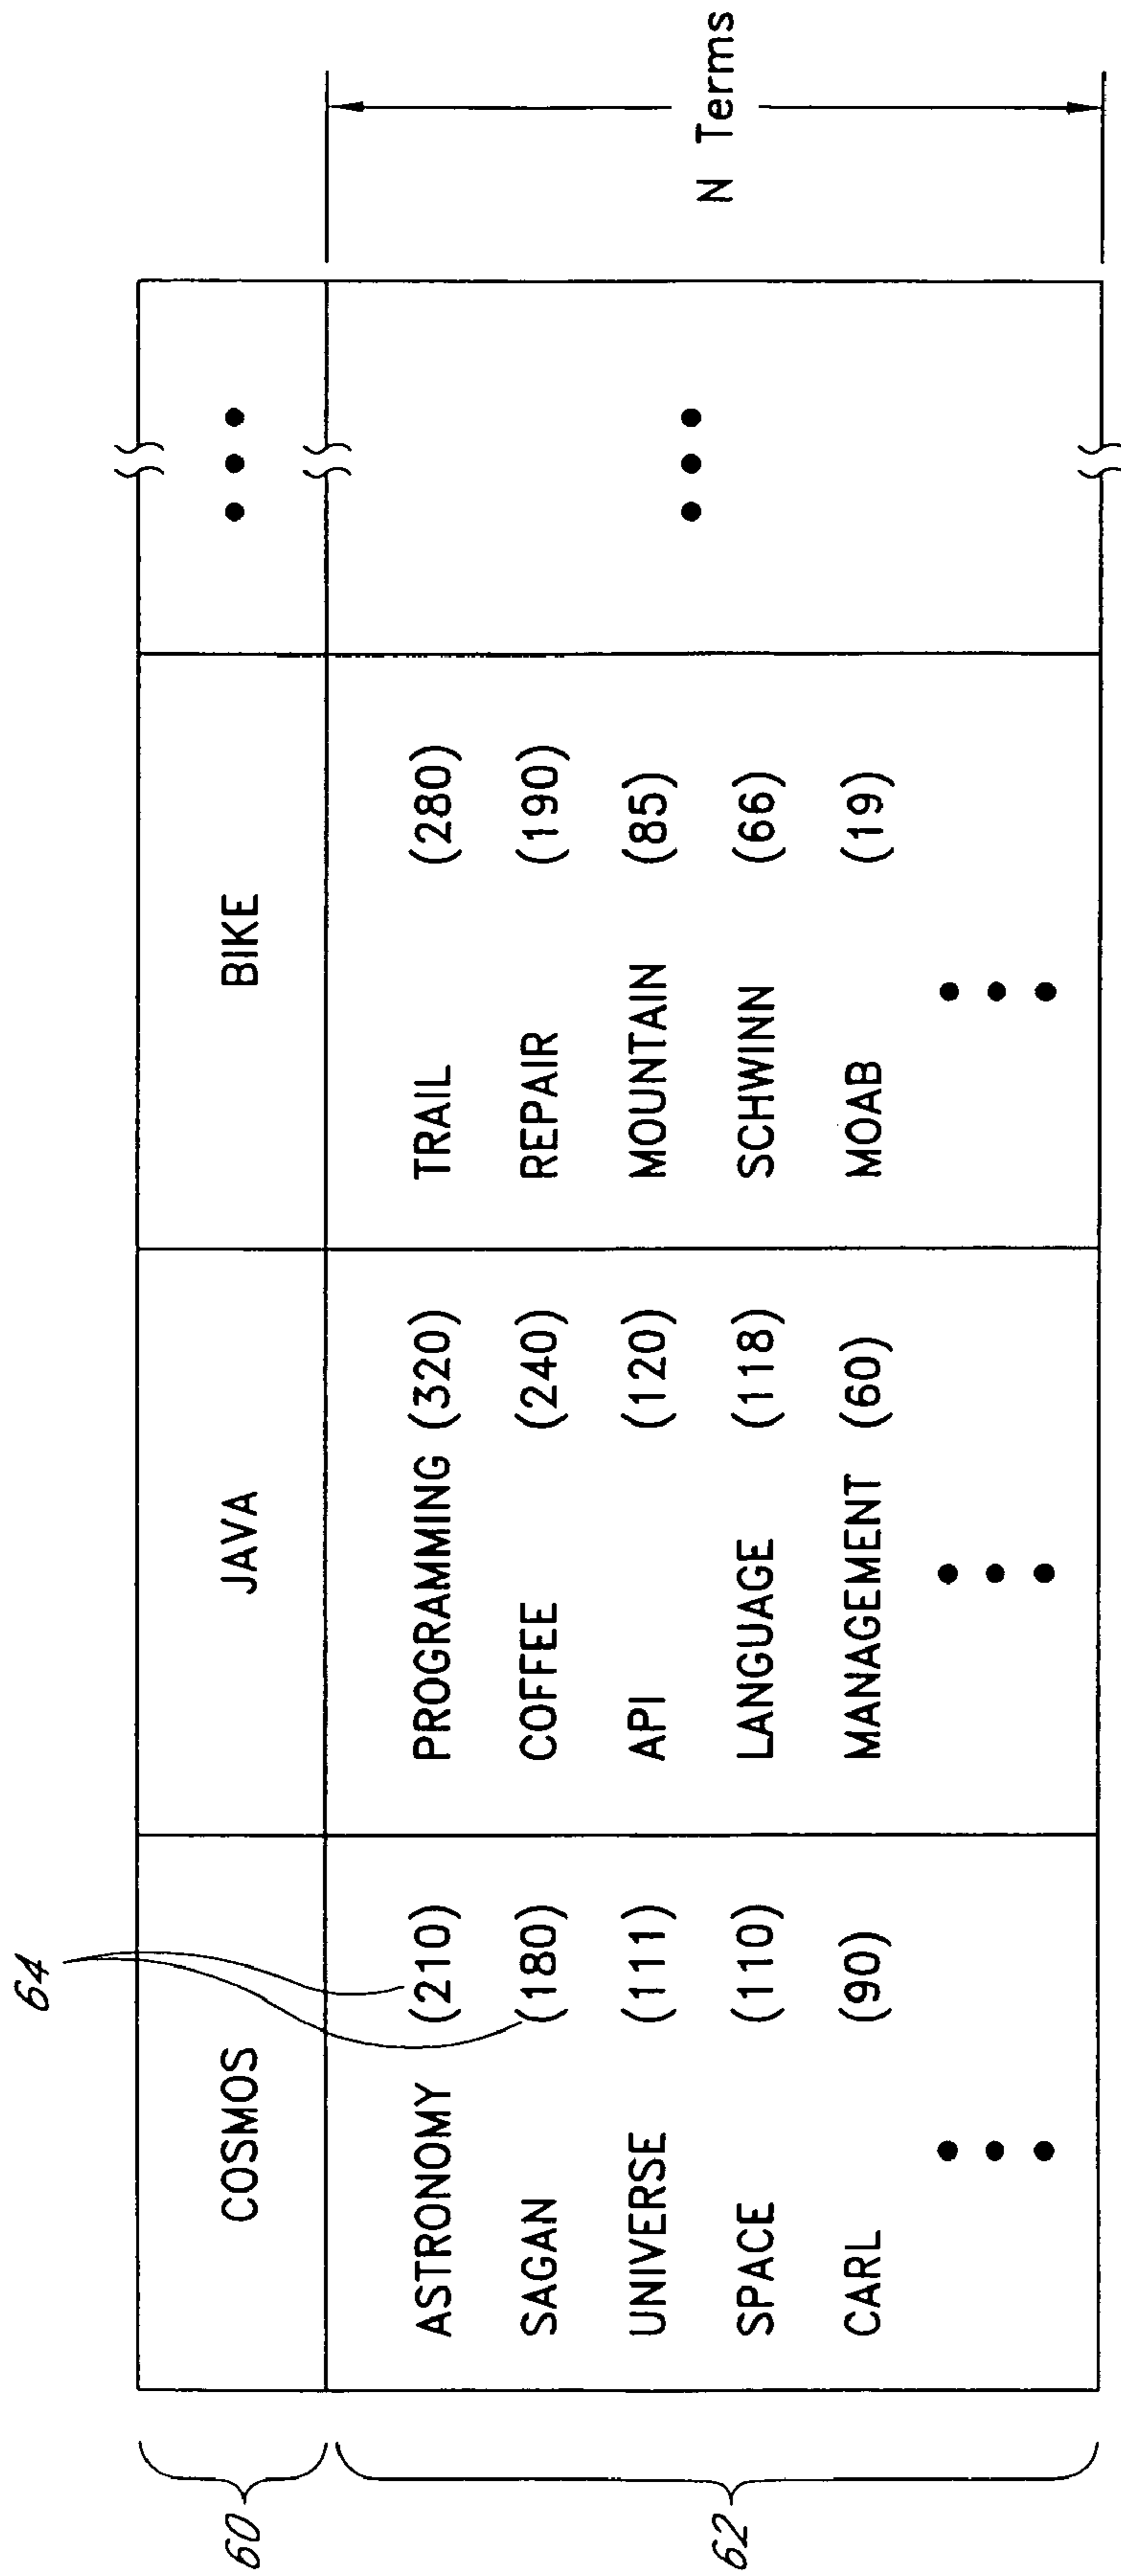 64
60
COSMOS JAVA BIKE
62
ASTRONOMY (210) PROGRAMMING (320) TRAIL (280)
SAGAN (180) COFFEE (240) REPAIR (190)
UNIVERSE (111) API (120) MOUNTAIN (85)
SPACE (110) LANGUAGE (118) SCHWINN (66)
CARL (90) MANAGEMENT (60) MOAB (19)
N Terms